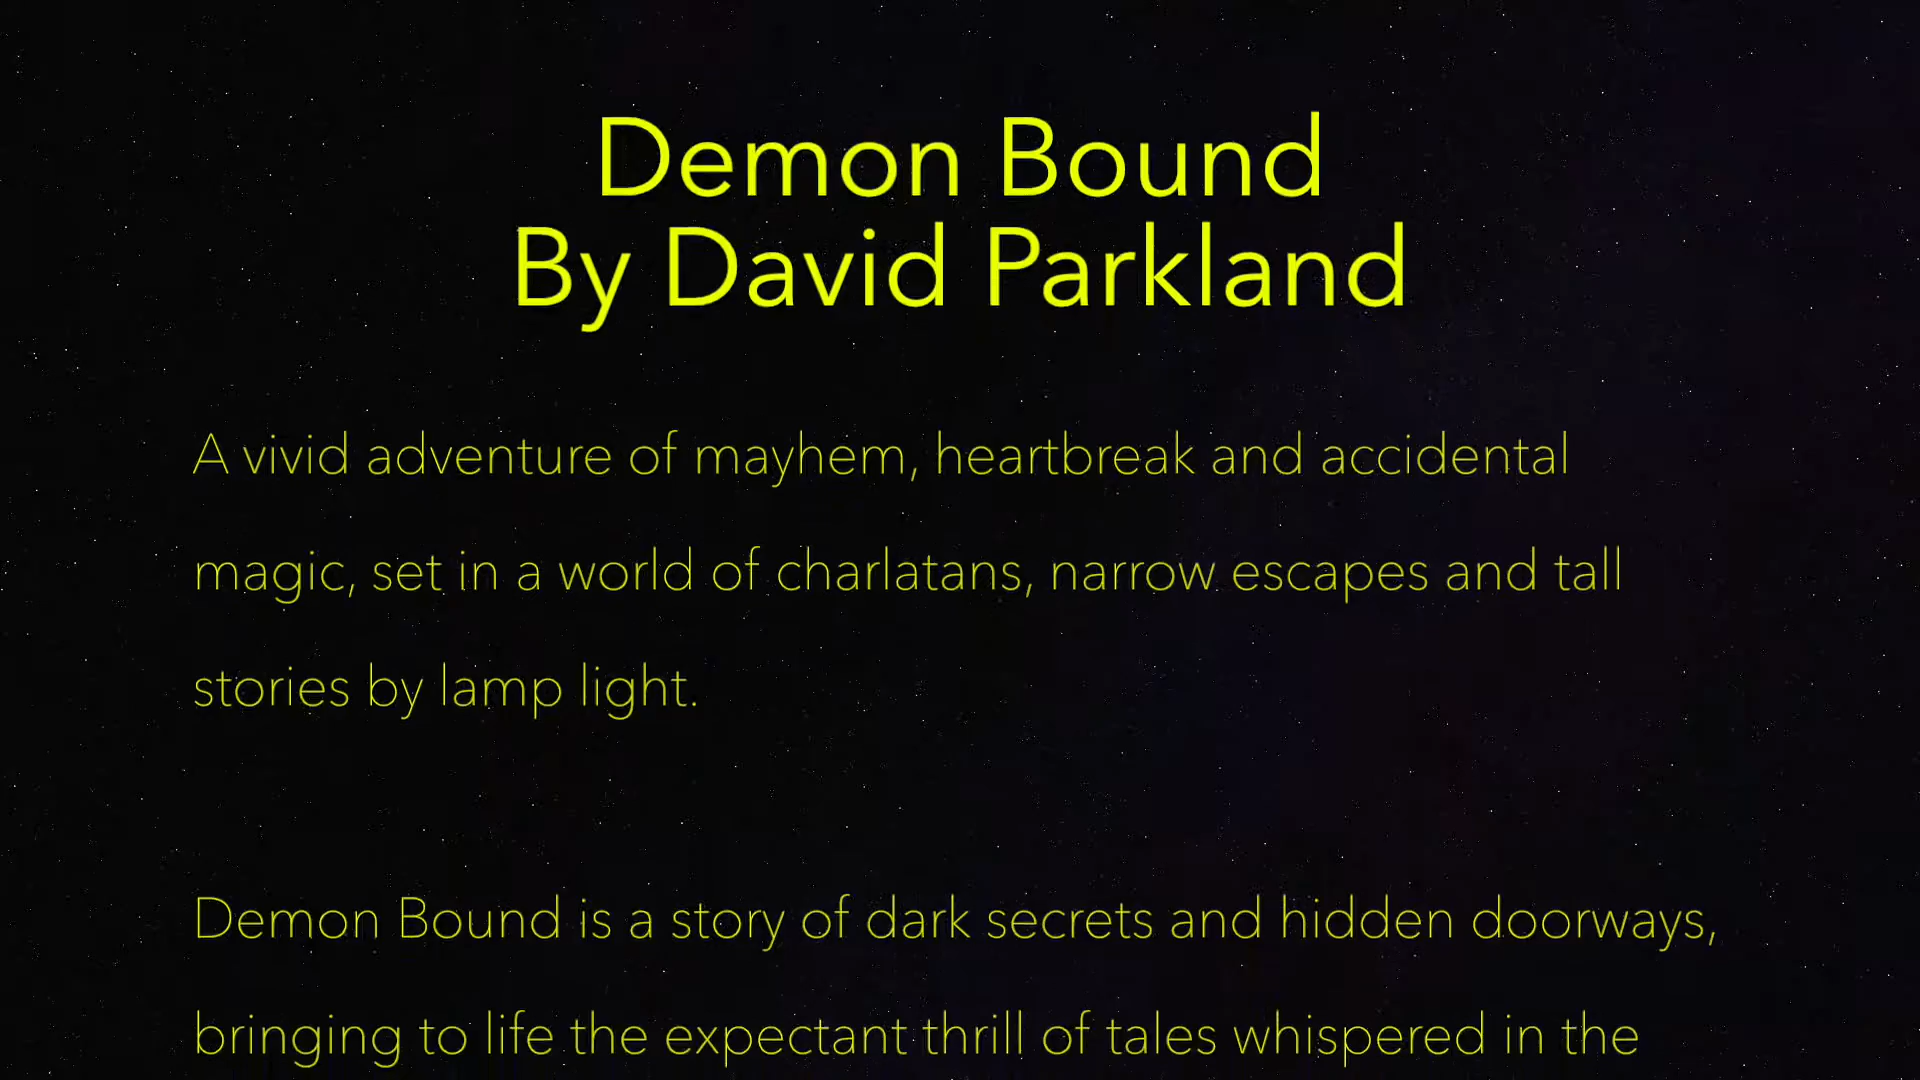 Demon Bound
By David Parkland
A vivid adventure of mayhem, heartbreak and accidental
magic, set in a world of charlatans, narrow escapes and tall
stories by lamp light.
Demon Bound is a story of dark secrets and hidden doorways,
bringing to life the expectant thrill of tales whispered in the